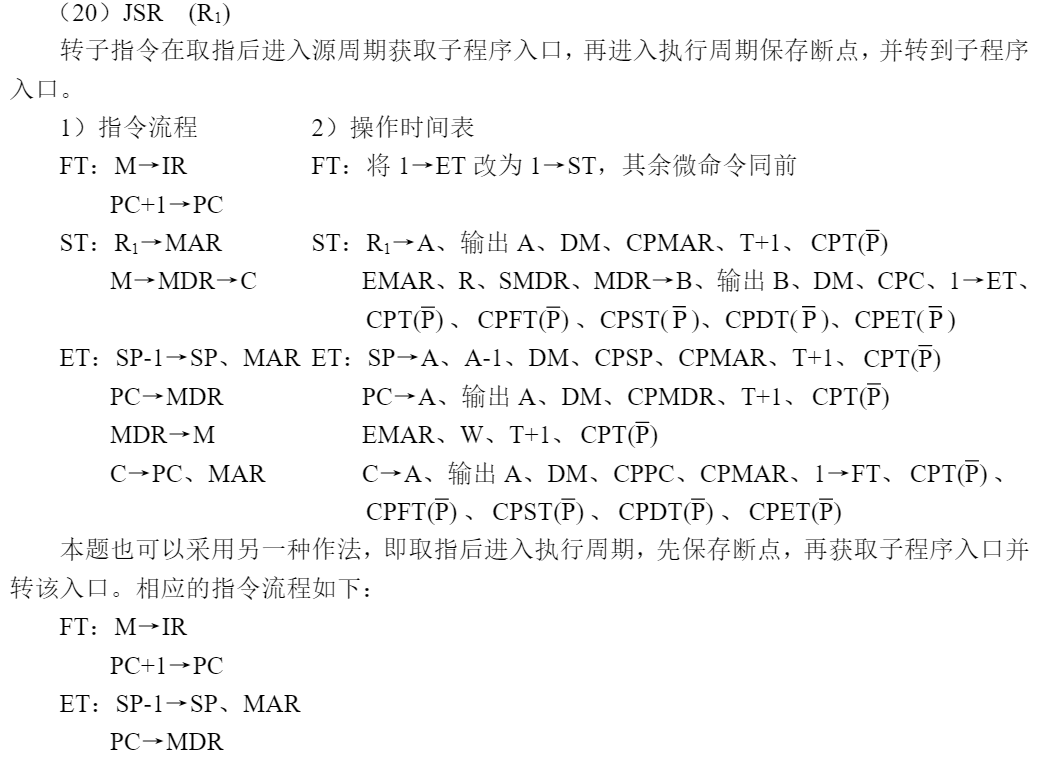 （20）JSR (R₁)
转子指令在取指后进入源周期获取子程序入口，再进入执行周期保存断点，并转到子程序
入口。
1）指令流程 2）操作时间表
FT：M→IR FT：将 1→ET 改为 1→ST，其余微命令同前
PC+1→PC
ST：R₁→MAR ST：R₁→A、输出 A、DM、CPMAR、T+1、CPT(P̅)
M→MDR→C EMAR、R、SMDR、MDR→B、输出 B、DM、CPC、1→ET、
CPT(P̅)、CPFT(P̅)、CPST(P̅)、CPDT(P̅)、CPET(P̅)
ET：SP-1→SP、MAR ET：SP→A、A-1、DM、CPSP、CPMAR、T+1、CPT(P̅)
PC→MDR PC→A、输出 A、DM、CPMDR、T+1、CPT(P̅)
MDR→M EMAR、W、T+1、CPT(P̅)
C→PC、MAR C→A、输出 A、DM、CPPC、CPMAR、1→FT、CPT(P̅)、
CPFT(P̅)、CPST(P̅)、CPDT(P̅)、CPET(P̅)
本题也可以采用另一种作法，即取指后进入执行周期，先保存断点，再获取子程序入口并
转该入口。相应的指令流程如下：
FT：M→IR
PC+1→PC
ET：SP-1→SP、MAR
PC→MDR